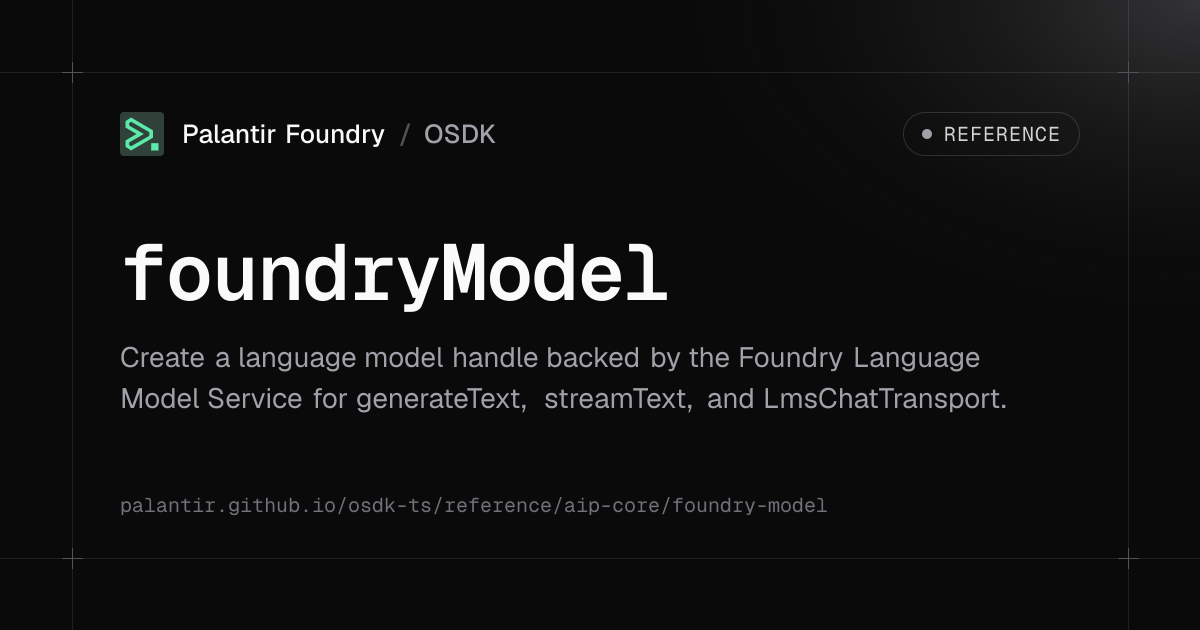 Palantir Foundry / OSDK
REFERENCE
foundryModel
Create a language model handle backed by the Foundry Language
Model Service for generateText, streamText, and LmsChatTransport.
palantir.github.io/osdk-ts/reference/aip-core/foundry-model